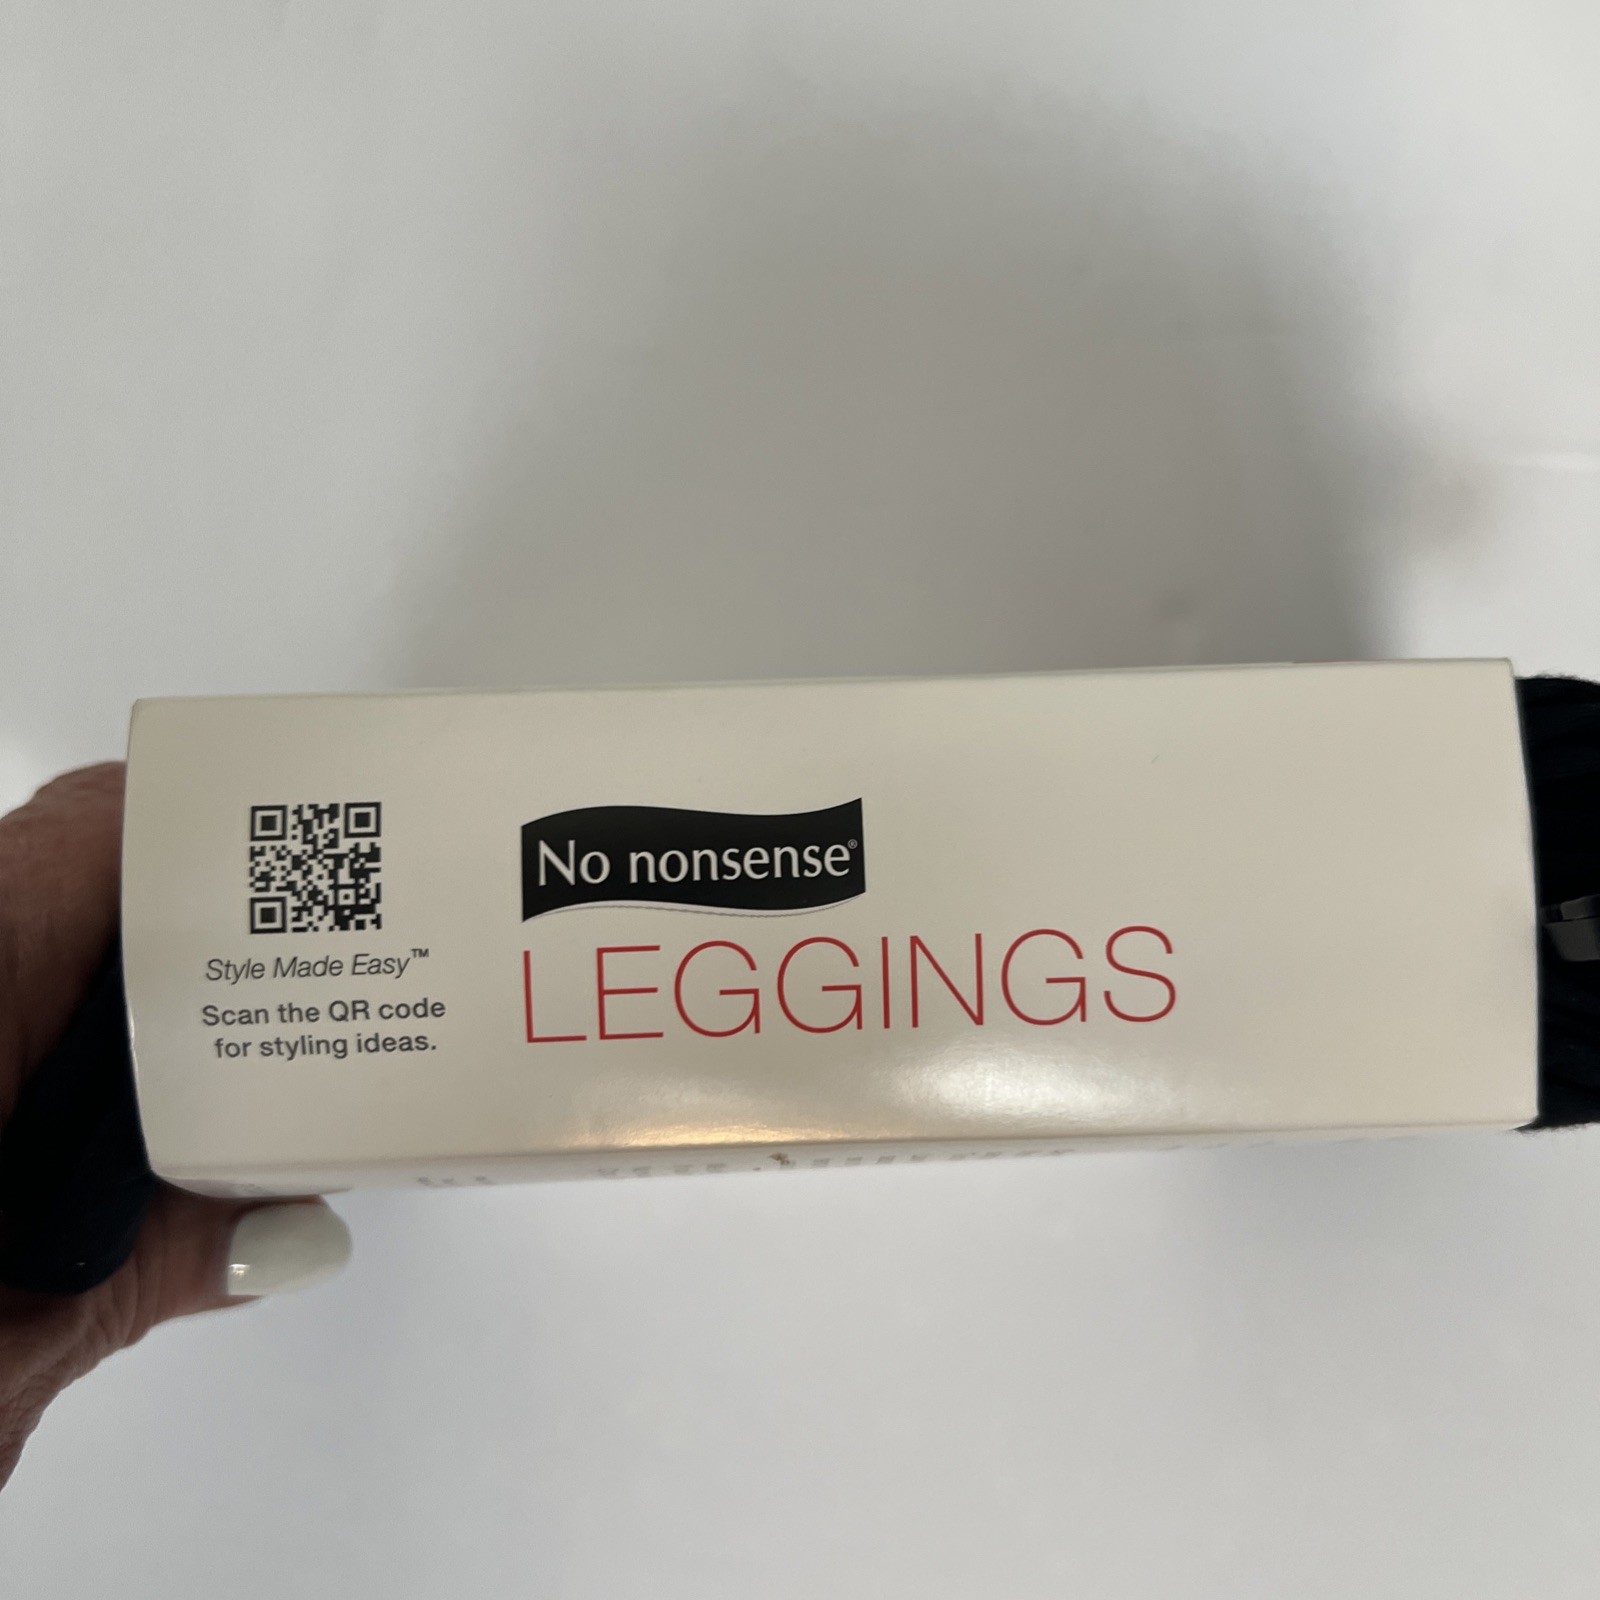 Style Made Easy™
Scan the QR code
for styling ideas.
No nonsense®
LEGGINGS